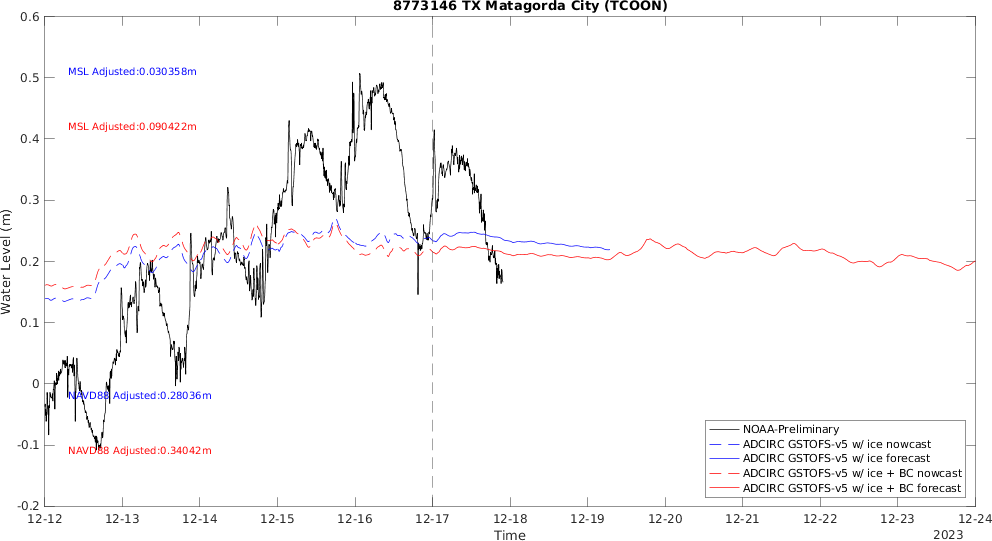 8773146 TX Matagorda City (TCOON)
0.6
0.5
0.4
0.3
0.2
0.1
0
-0.1
-0.2
Water Level (m)
MSL Adjusted:0.030358m
MSL Adjusted:0.090422m
NAVD88 Adjusted:0.28036m
NAVD88 Adjusted:0.34042m
NOAA-Preliminary
ADCIRC GSTOFS-v5 w/ ice nowcast
ADCIRC GSTOFS-v5 w/ ice forecast
ADCIRC GSTOFS-v5 w/ ice + BC nowcast
ADCIRC GSTOFS-v5 w/ ice + BC forecast
12-12 12-13 12-14 12-15 12-16 12-17 12-18 12-19 12-20 12-21 12-22 12-23 12-24
Time
2023